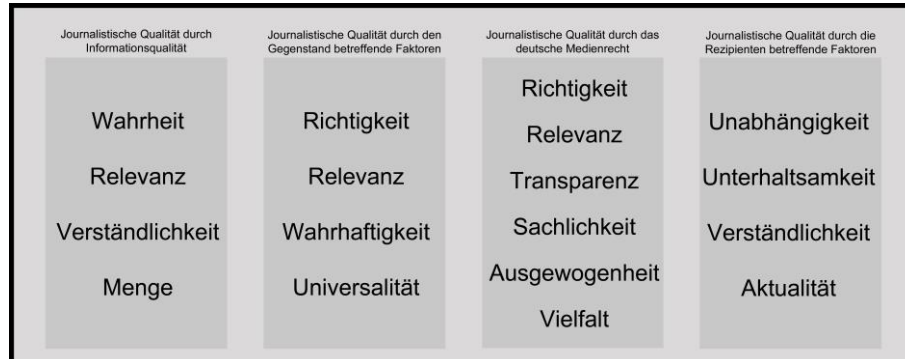 Journalistische Qualität durch
Informationsqualität
Wahrheit
Relevanz
Verständlichkeit
Menge
Journalistische Qualität durch den
Gegenstand betreffende Faktoren
Richtigkeit
Relevanz
Wahrhaftigkeit
Universalität
Journalistische Qualität durch das
deutsche Medienrecht
Richtigkeit
Relevanz
Transparenz
Sachlichkeit
Ausgewogenheit
Vielfalt
Journalistische Qualität durch die
Rezipienten betreffende Faktoren
Unabhängigkeit
Unterhaltsamkeit
Verständlichkeit
Aktualität